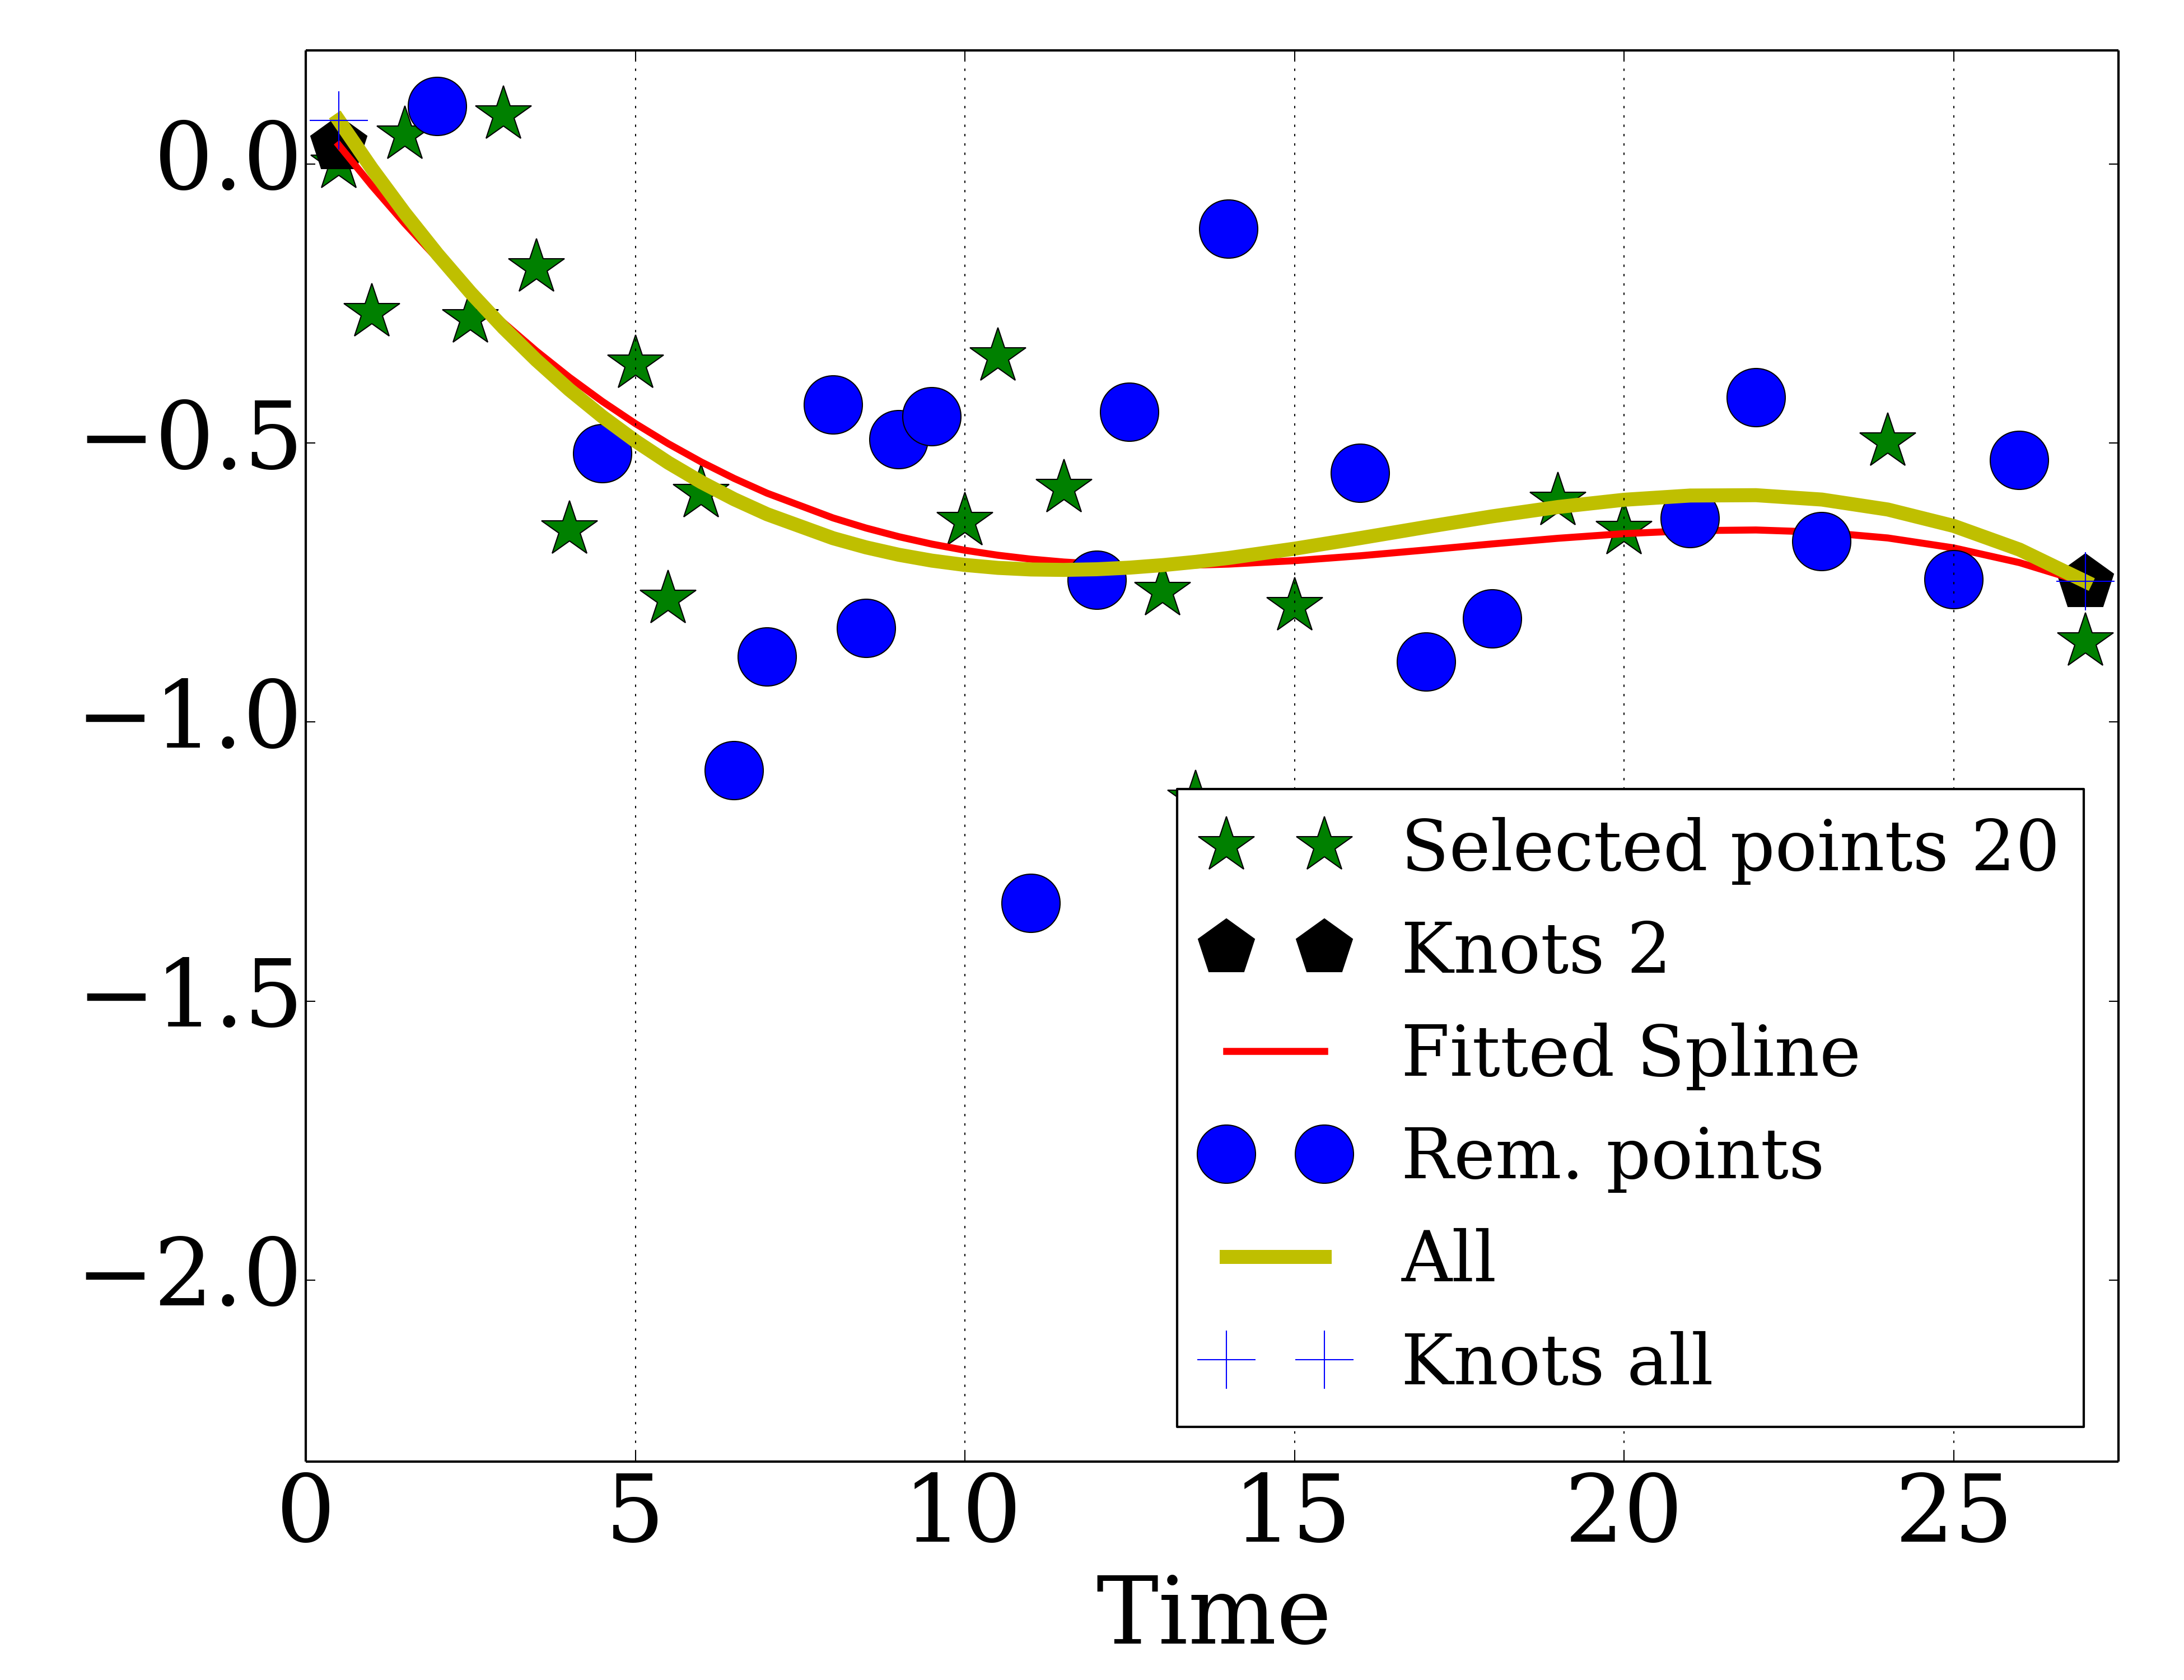 0.0
−0.5
−1.0
−1.5
−2.0
Selected points 20
Knots 2
Fitted Spline
Rem. points
All
Knots all
0 5 10 15 20 25
Time